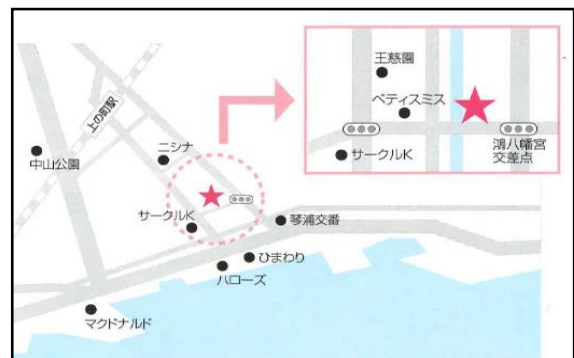 王慈園
ベティスミス
サークルK
鴻八幡宮
交差点
上の町駅
ニシナ
中山公園
サークルK
琴浦交番
ひまわり
ハローズ
マクドナルド